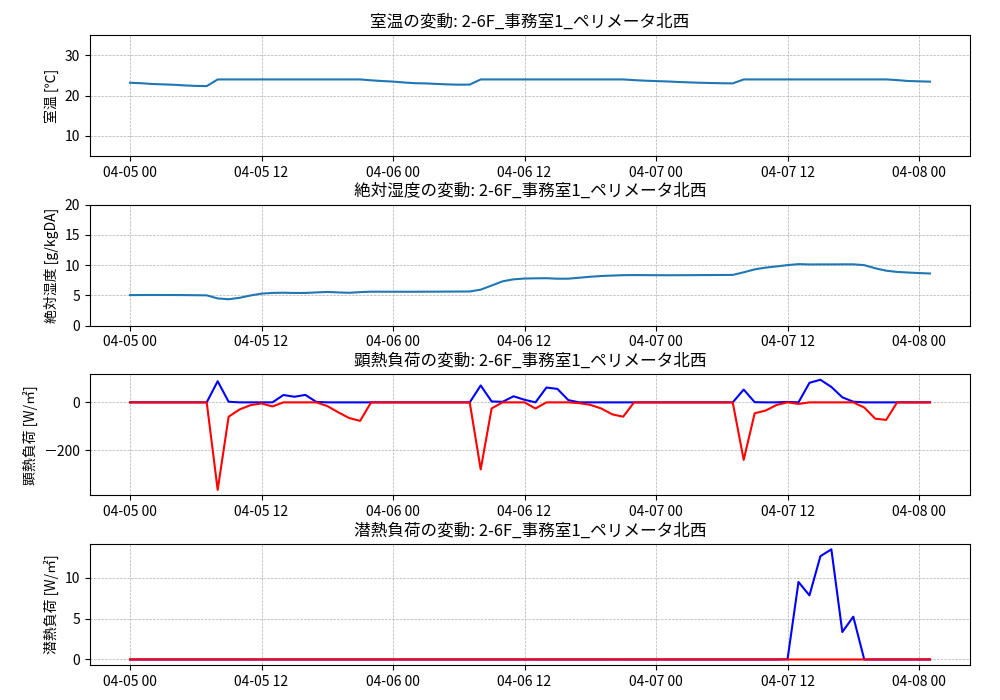 室温の変動: 2-6F_事務室1_ペリメータ北西
室温 [℃]
30
20
10
04-05 00 04-05 12 04-06 00 04-06 12 04-07 00 04-07 12 04-08 00
絶対湿度の変動: 2-6F_事務室1_ペリメータ北西
絶対湿度 [g/kgDA]
20
15
10
5
0
04-05 00 04-05 12 04-06 00 04-06 12 04-07 00 04-07 12 04-08 00
顕熱負荷の変動: 2-6F_事務室1_ペリメータ北西
顕熱負荷 [W/㎡]
0
−200
04-05 00 04-05 12 04-06 00 04-06 12 04-07 00 04-07 12 04-08 00
潜熱負荷の変動: 2-6F_事務室1_ペリメータ北西
潜熱負荷 [W/㎡]
10
5
0
04-05 00 04-05 12 04-06 00 04-06 12 04-07 00 04-07 12 04-08 00